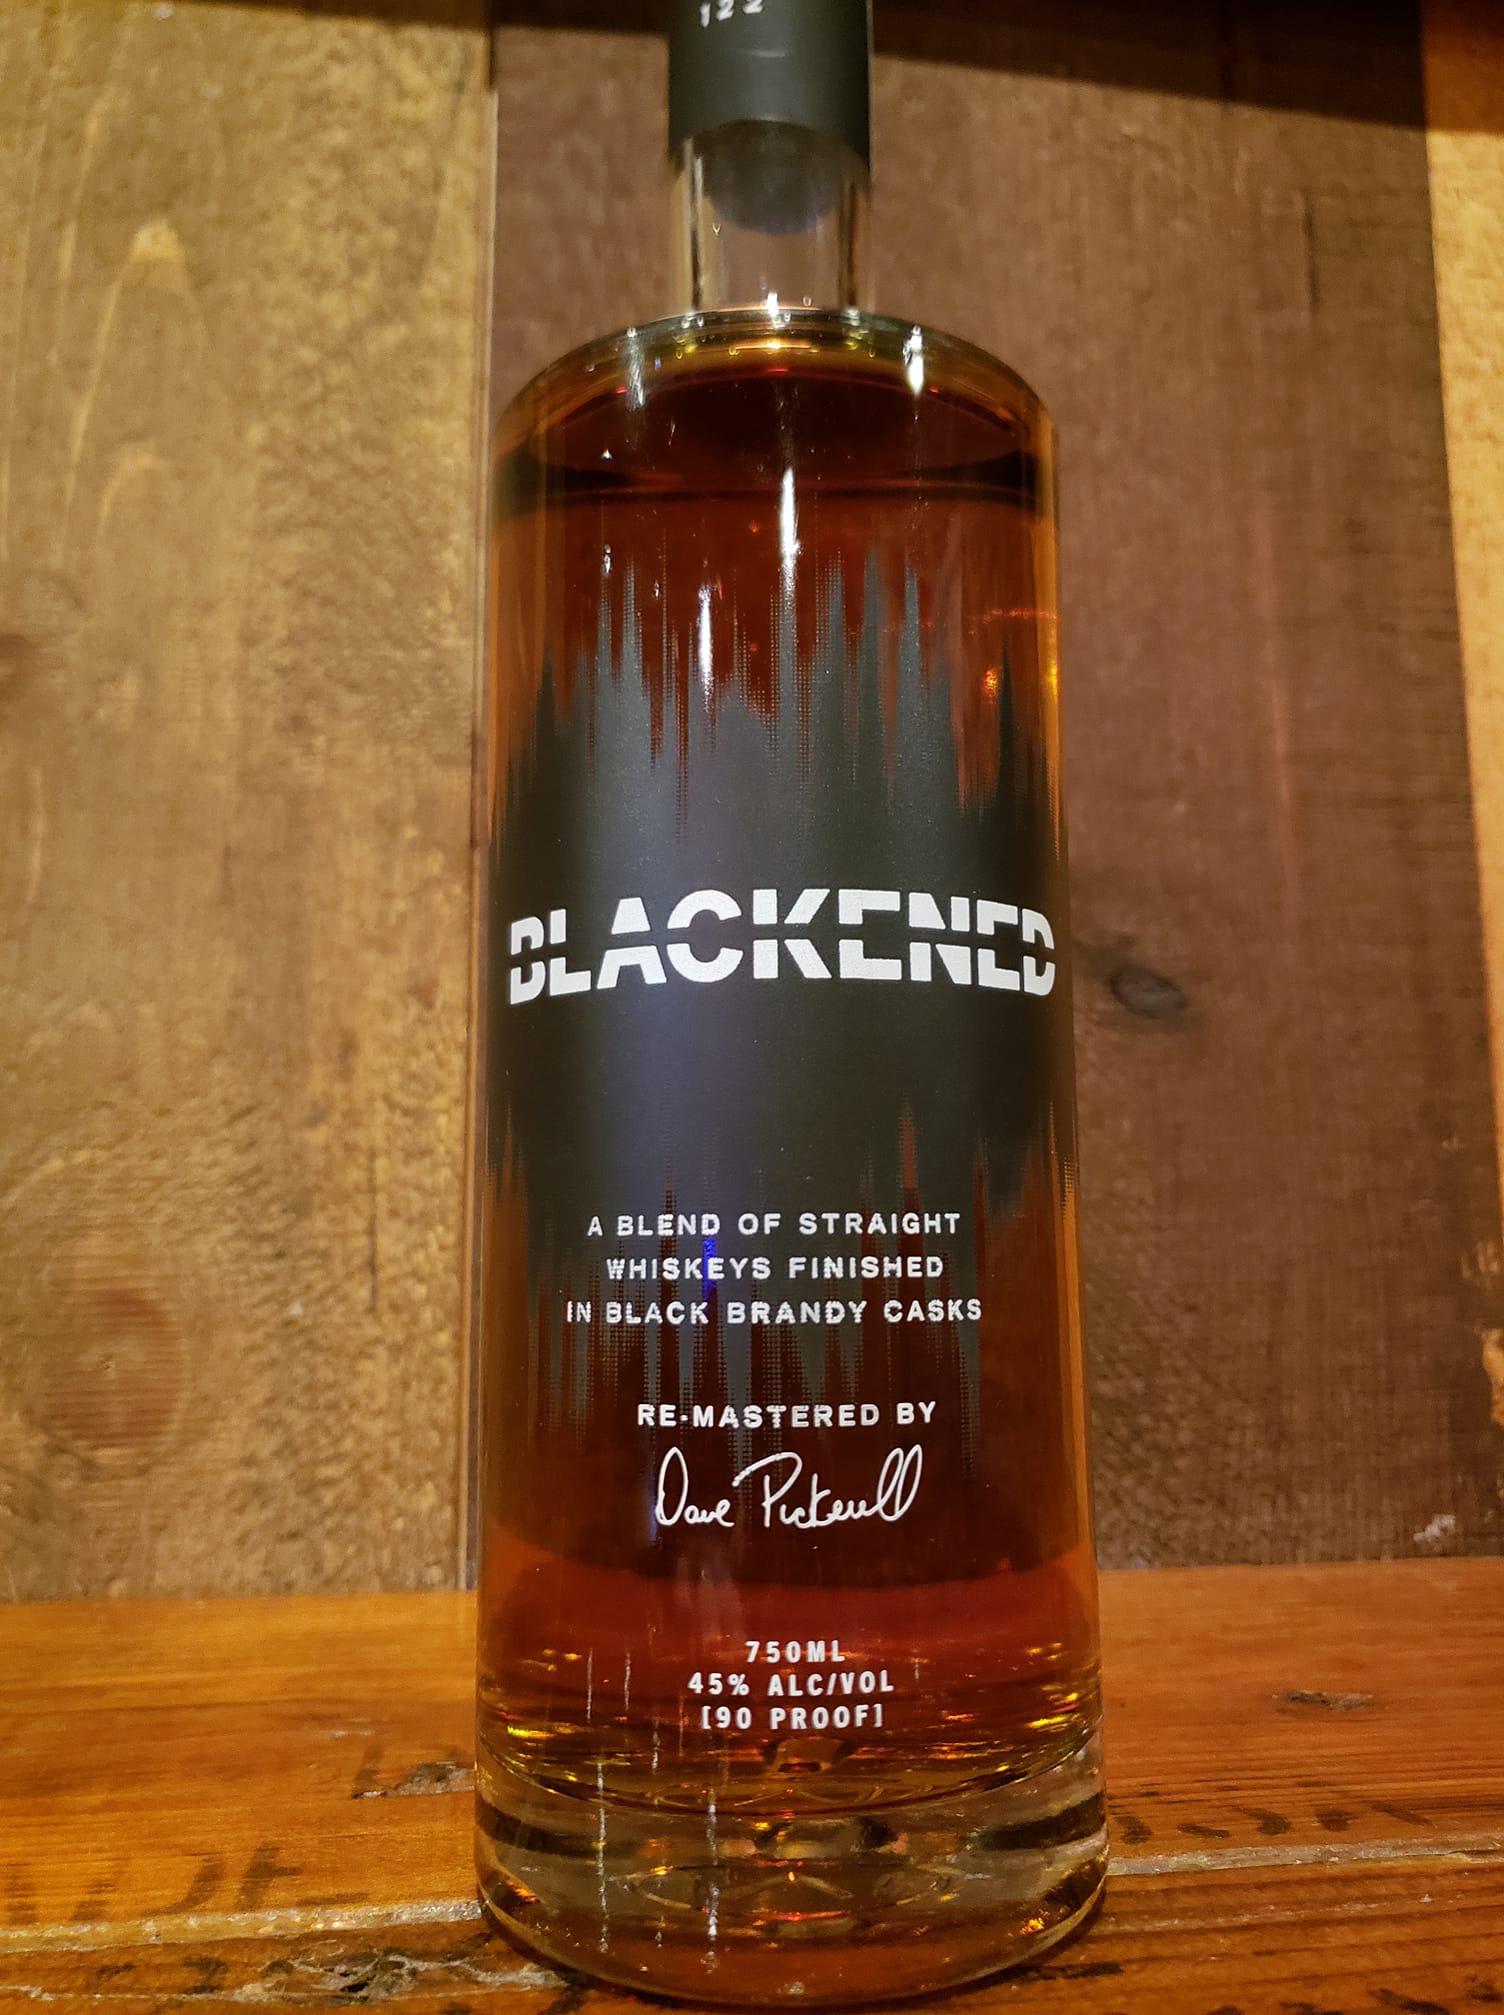 122
BLACKENED
A BLEND OF STRAIGHT
WHISKEYS FINISHED
IN BLACK BRANDY CASKS
RE-MASTERED BY
Dave Pickerell
750ML
45% ALC/VOL
[90 PROOF]